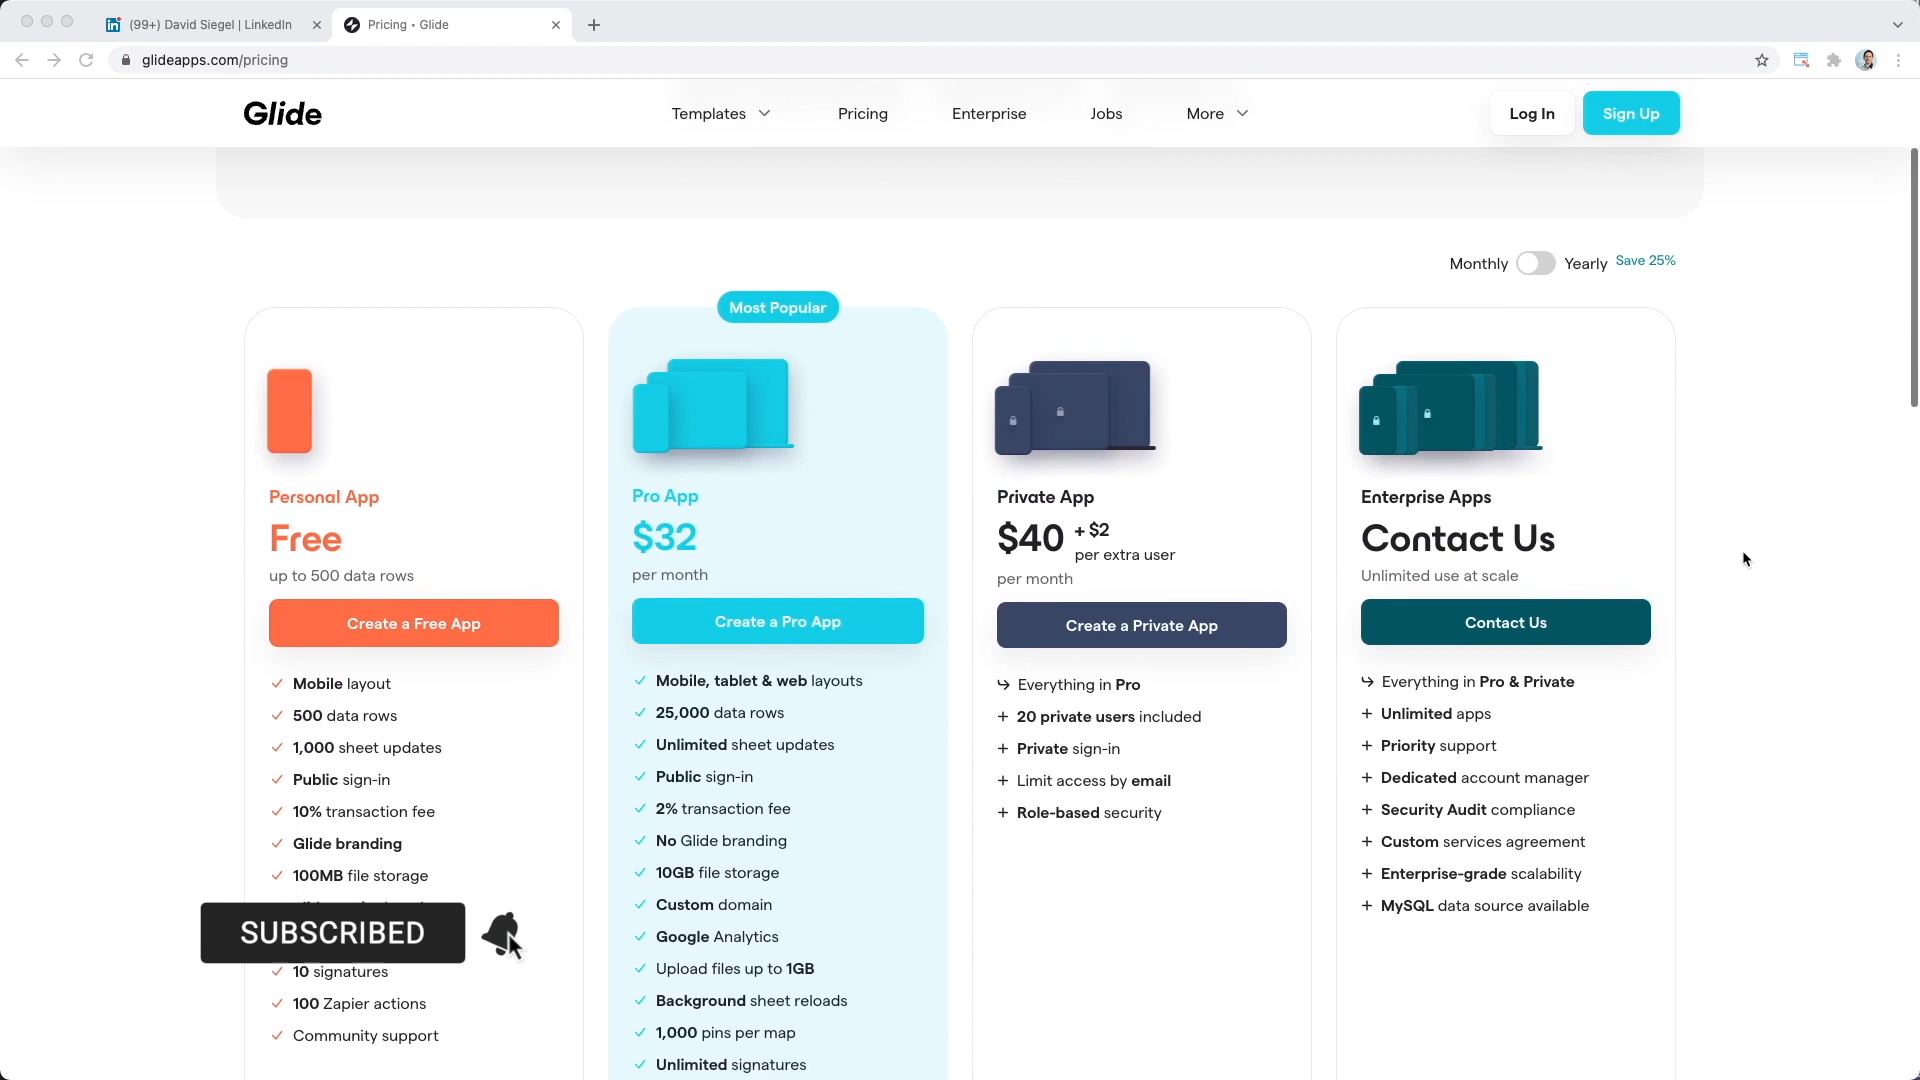 (99+) David Siegel | LinkedIn
Pricing • Glide
glideapps.com/pricing
Glide
Templates
Pricing
Enterprise
Jobs
More
Log In
Sign Up
Monthly
Yearly
Save 25%
Personal App
Free
up to 500 data rows
Create a Free App
Mobile layout
500 data rows
1,000 sheet updates
Public sign-in
10% transaction fee
Glide branding
100MB file storage
SUBSCRIBED
10 signatures
100 Zapier actions
Community support
Most Popular
Pro App
$32
per month
Create a Pro App
Mobile, tablet & web layouts
25,000 data rows
Unlimited sheet updates
Public sign-in
2% transaction fee
No Glide branding
10GB file storage
Custom domain
Google Analytics
Upload files up to 1GB
Background sheet reloads
1,000 pins per map
Unlimited signatures
Private App
$40 + $2
per extra user
per month
Create a Private App
Everything in Pro
+ 20 private users included
+ Private sign-in
+ Limit access by email
+ Role-based security
Enterprise Apps
Contact Us
Unlimited use at scale
Contact Us
Everything in Pro & Private
+ Unlimited apps
+ Priority support
+ Dedicated account manager
+ Security Audit compliance
+ Custom services agreement
+ Enterprise-grade scalability
+ MySQL data source available